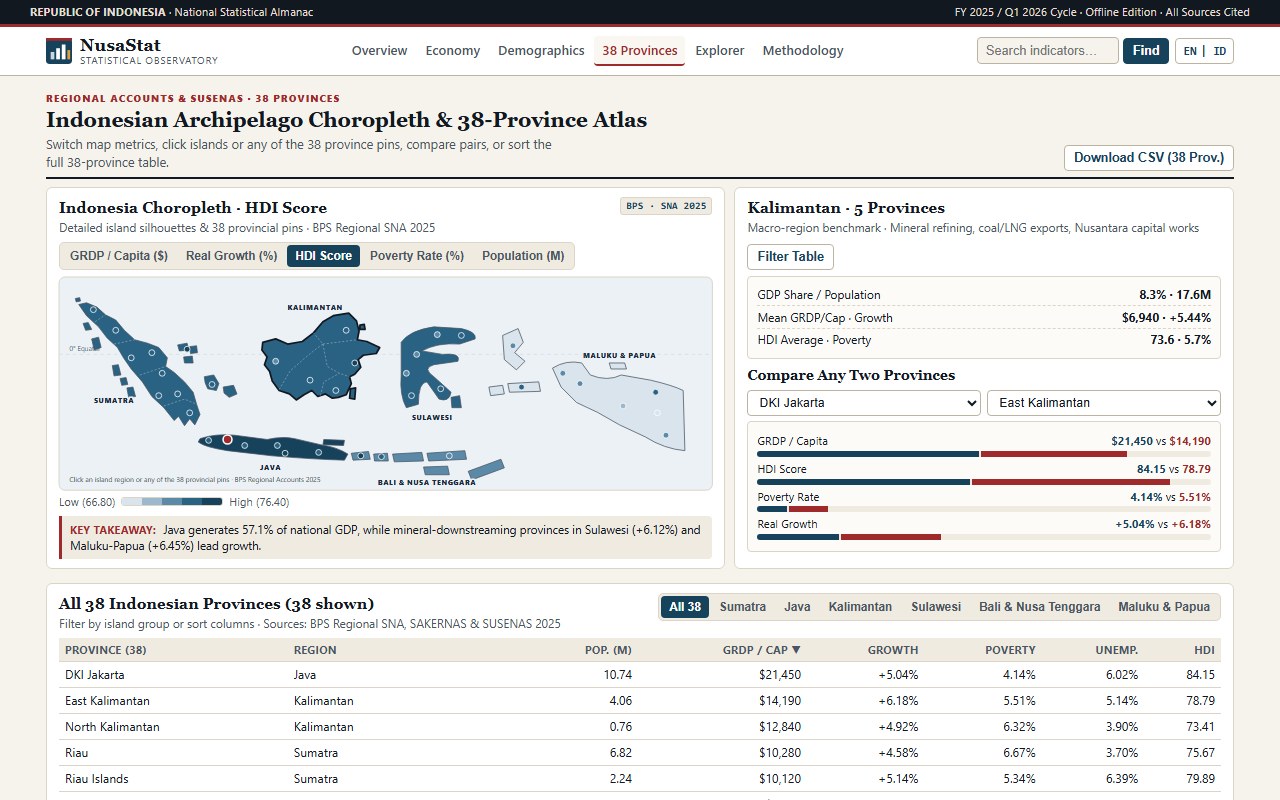 REPUBLIC OF INDONESIA · National Statistical Almanac
FY 2025 / Q1 2026 Cycle · Offline Edition · All Sources Cited
NusaStat
STATISTICAL OBSERVATORY
Overview Economy Demographics 38 Provinces Explorer Methodology
Search indicators... Find EN | ID
REGIONAL ACCOUNTS & SUSENAS · 38 PROVINCES
Indonesian Archipelago Choropleth & 38-Province Atlas
Switch map metrics, click islands or any of the 38 province pins, compare pairs, or sort the
full 38-province table.
Download CSV (38 Prov.)
Indonesia Choropleth · HDI Score
BPS · SNA 2025
Detailed island silhouettes & 38 provincial pins · BPS Regional SNA 2025
GRDP / Capita ($) Real Growth (%) HDI Score Poverty Rate (%) Population (M)
KALIMANTAN
0° Equa
MALUKU & PAPUA
SUMATRA
SULAWESI
JAVA
Click an island region or any of the 38 provincial pins · BPS Regional Accounts 2025
BALI & NUSA TENGGARA
Low (66.80) High (76.40)
KEY TAKEAWAY: Java generates 57.1% of national GDP, while mineral-downstreaming provinces in Sulawesi (+6.12%) and
Maluku-Papua (+6.45%) lead growth.
Kalimantan · 5 Provinces
Macro-region benchmark · Mineral refining, coal/LNG exports, Nusantara capital works
Filter Table
GDP Share / Population 8.3% · 17.6M
Mean GRDP/Cap · Growth $6,940 · +5.44%
HDI Average · Poverty 73.6 · 5.7%
Compare Any Two Provinces
DKI Jakarta East Kalimantan
GRDP / Capita $21,450 vs $14,190
HDI Score 84.15 vs 78.79
Poverty Rate 4.14% vs 5.51%
Real Growth +5.04% vs +6.18%
All 38 Indonesian Provinces (38 shown)
Filter by island group or sort columns · Sources: BPS Regional SNA, SAKERNAS & SUSENAS 2025
All 38 Sumatra Java Kalimantan Sulawesi Bali & Nusa Tenggara Maluku & Papua
PROVINCE (38) REGION POP. (M) GRDP / CAP ▼ GROWTH POVERTY UNEMP. HDI
DKI Jakarta Java 10.74 $21,450 +5.04% 4.14% 6.02% 84.15
East Kalimantan Kalimantan 4.06 $14,190 +6.18% 5.51% 5.14% 78.79
North Kalimantan Kalimantan 0.76 $12,840 +4.92% 6.32% 3.90% 73.41
Riau Sumatra 6.82 $10,280 +4.58% 6.67% 3.70% 75.67
Riau Islands Sumatra 2.24 $10,120 +5.14% 5.34% 6.39% 79.89